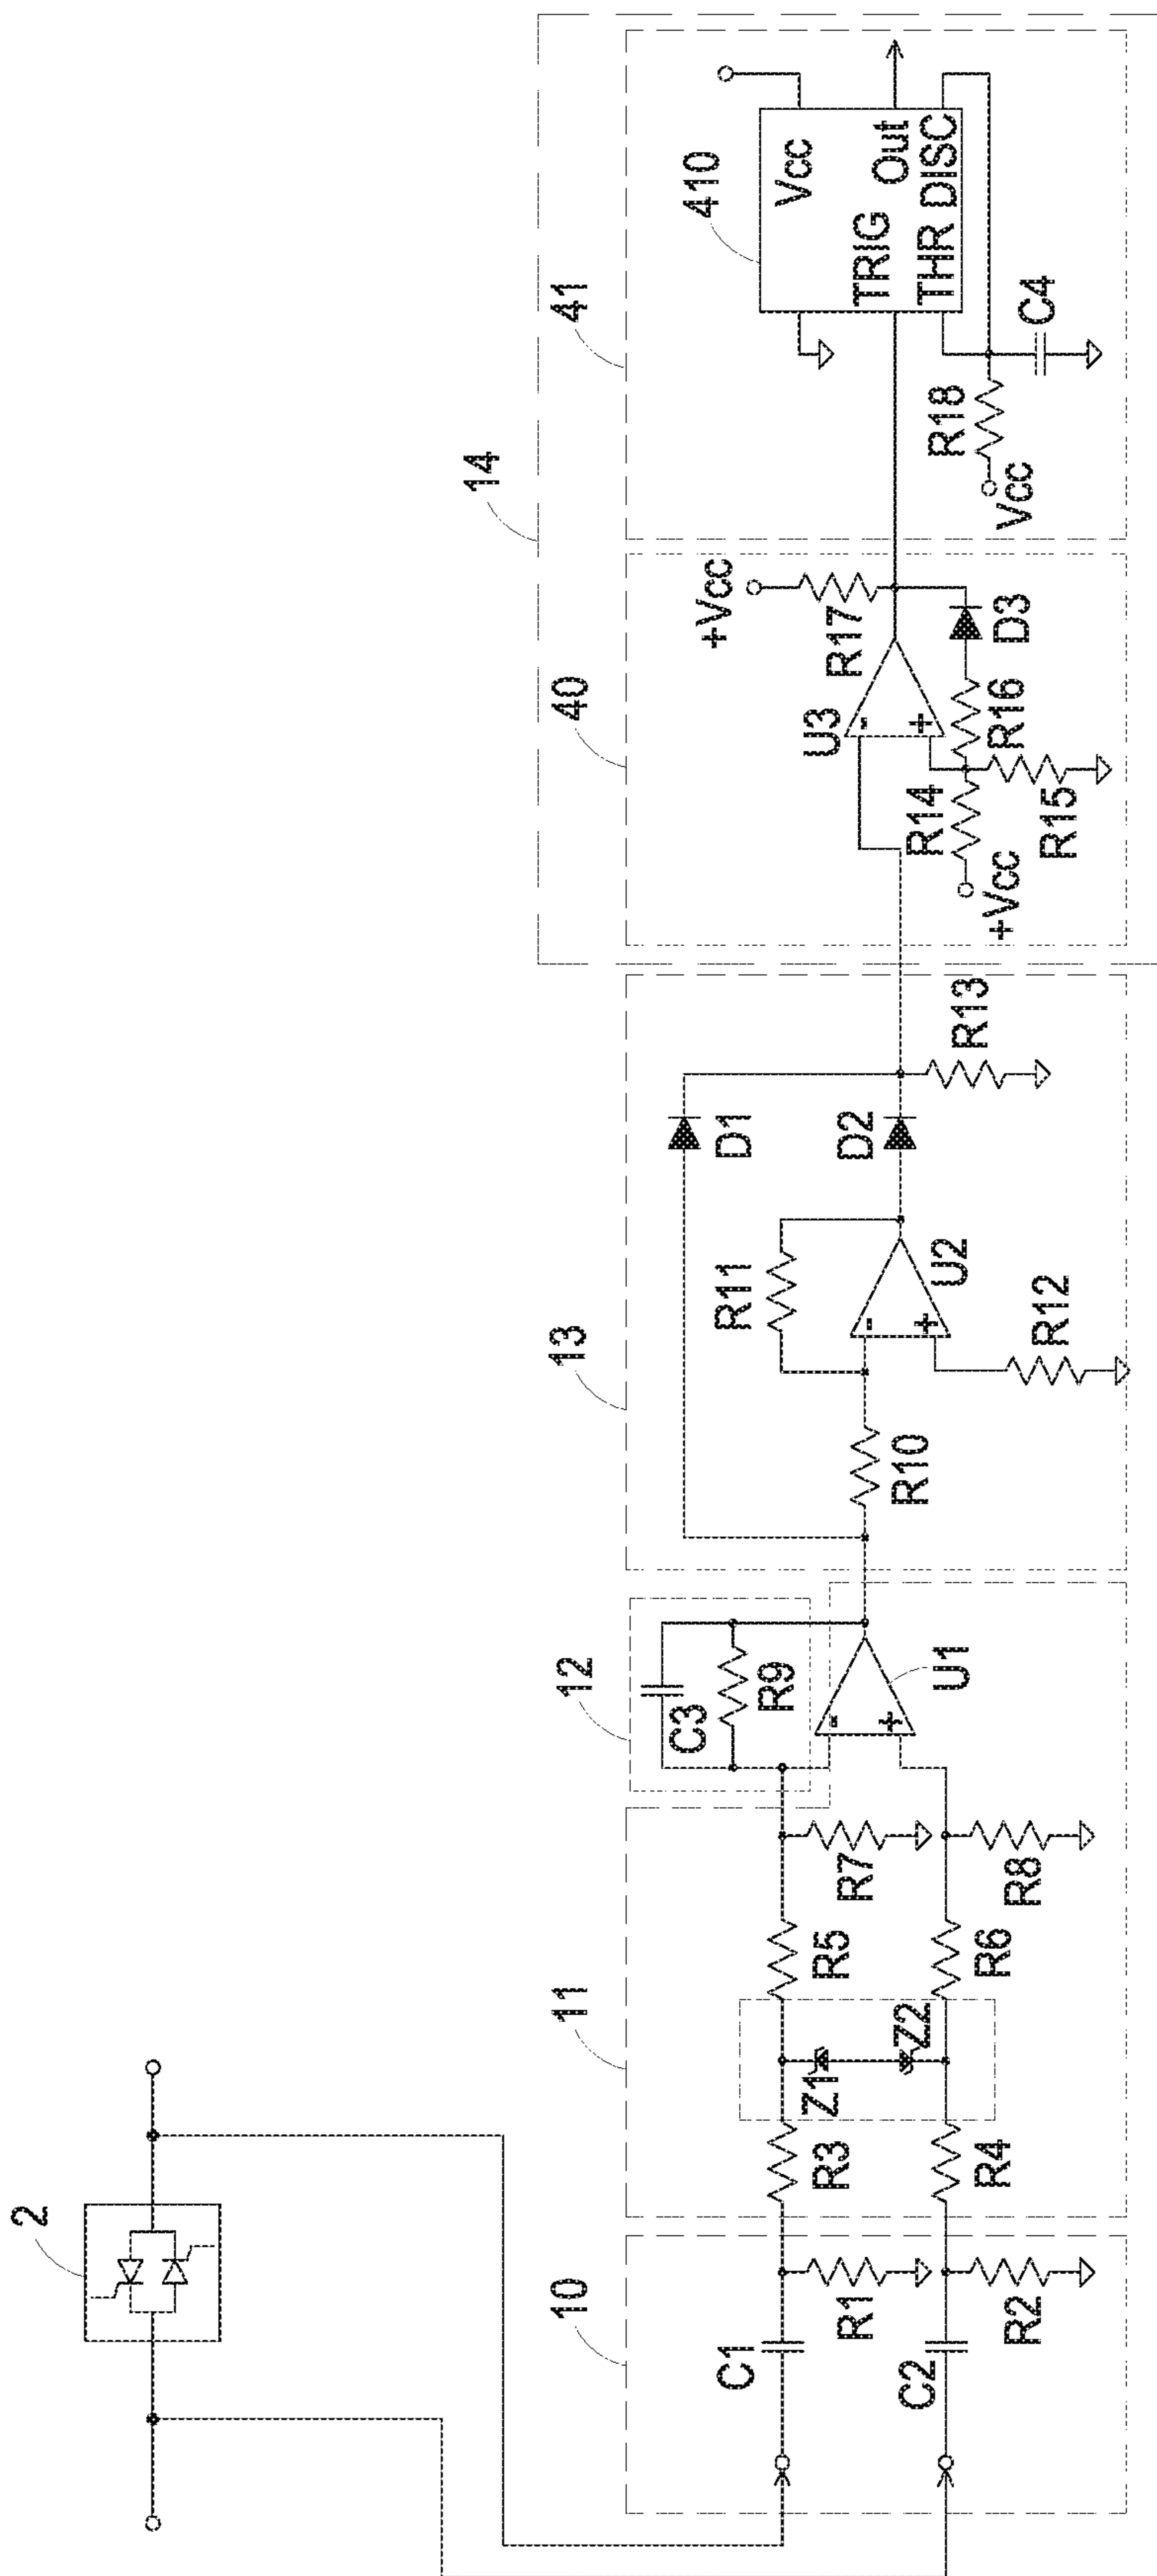 2
10
C1
R1
C2
R2
11
R3
R5
R7
Z1
Z2
R4
R6
R8
12
C3
R9
-
+
U1
13
D1
R11
R10
-
+
U2
D2
R12
R13
14
40
+Vcc
R17
U3
-
+
R14
R16
D3
+Vcc
R15
41
410
Vcc
TRIG
Out
THR
DISC
R18
Vcc
C4